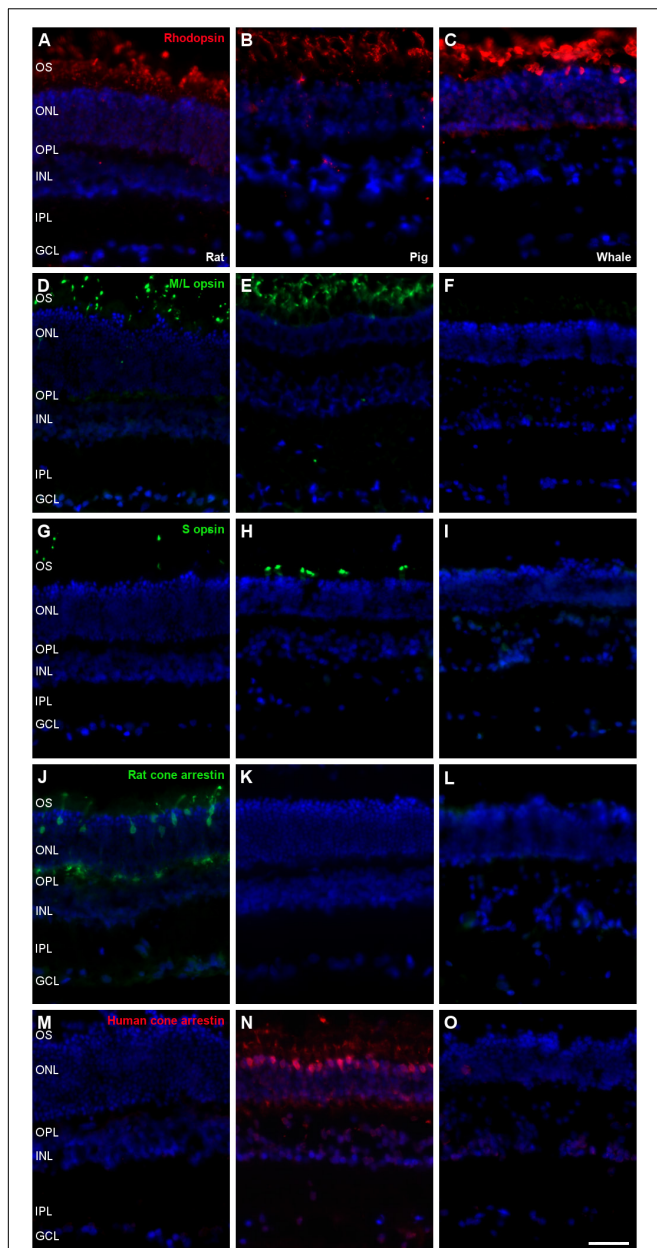 A Rhodopsin B C
OS
ONL
OPL
INL
IPL
GCL
Rat Pig Whale
D M/L opsin E F
OS
ONL
OPL
INL
IPL
GCL
G S opsin H I
OS
ONL
OPL
INL
IPL
GCL
J Rat cone arrestin K L
OS
ONL
OPL
INL
IPL
GCL
M Human cone arrestin N O
OS
ONL
OPL
INL
IPL
GCL